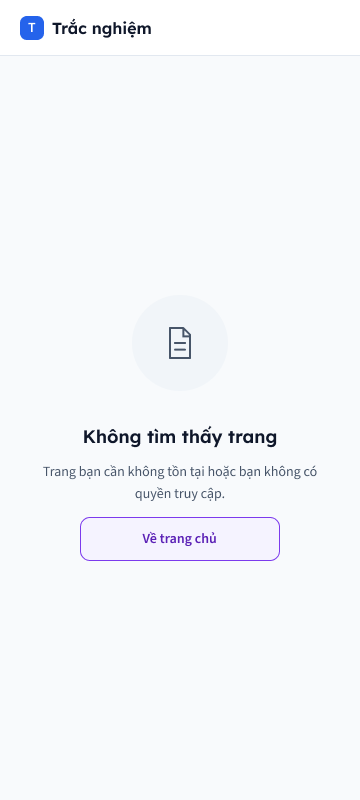 T Trắc nghiệm
Không tìm thấy trang
Trang bạn cần không tồn tại hoặc bạn không có
quyền truy cập.
Về trang chủ